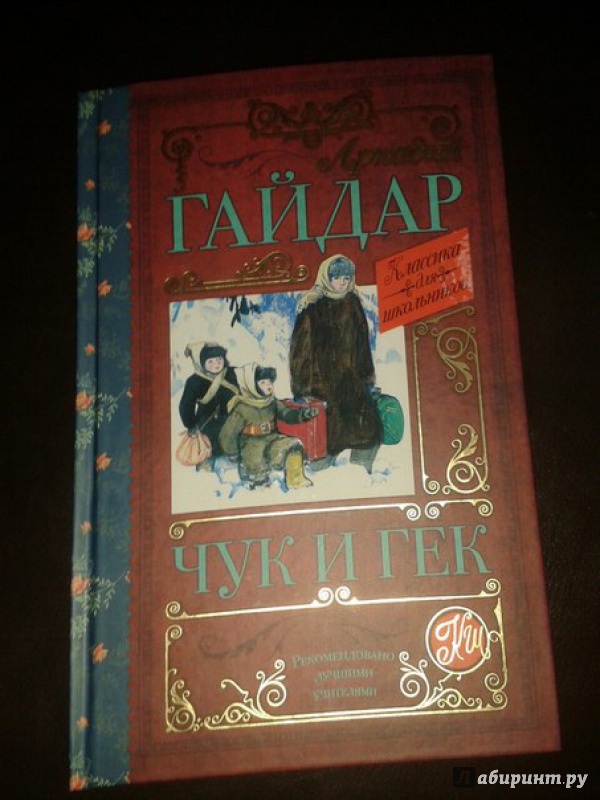 Аркадий
ГАЙДАР
Классика
для
школьников
ЧУК И ГЕК
Рекомендовано
лучшими
учителями
КШ
Лабиринт.ру